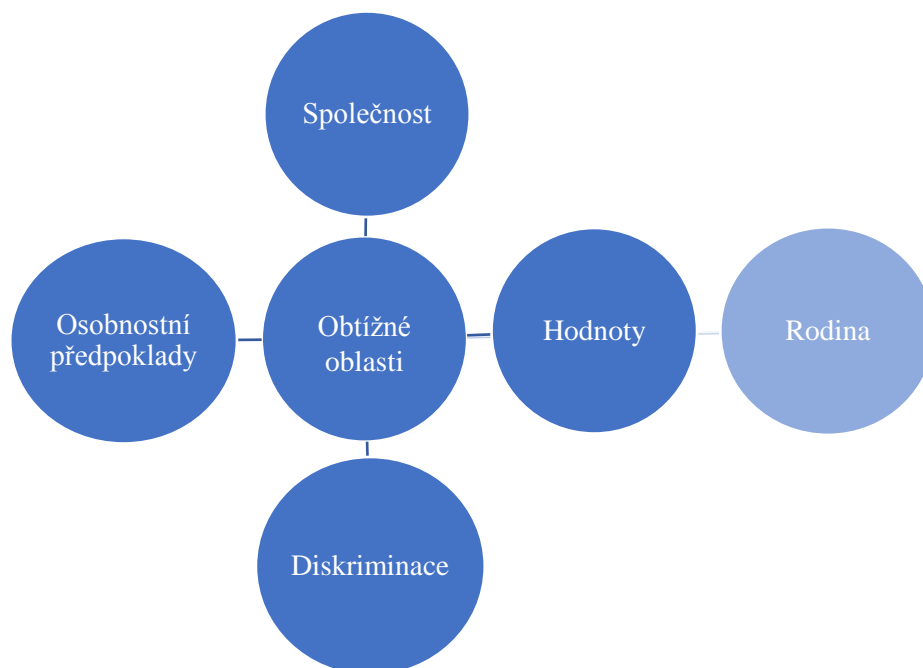 Společnost
Osobnostní
předpoklady
Obtížné
oblasti
Hodnoty
Rodina
Diskriminace